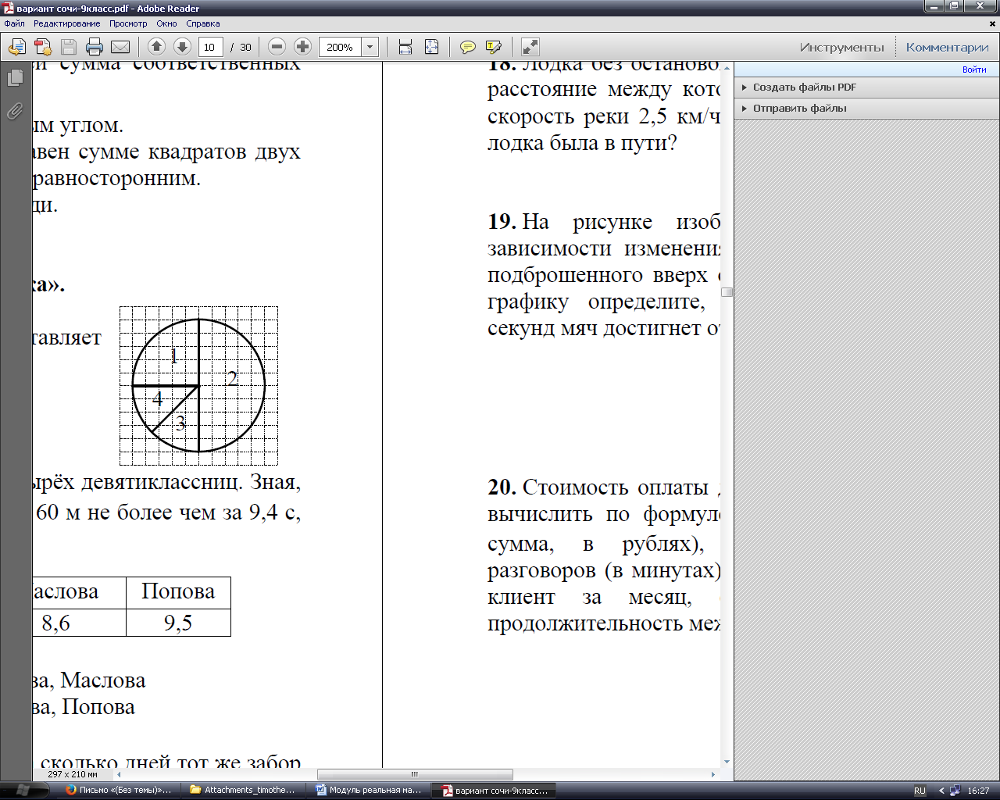 вариант сочи-9класс.pdf - Adobe Reader
Файл Редактирование Просмотр Окно Справка
10 / 30 200% Инструменты Комментарии
Войти
Создать файлы PDF
Отправить файлы
сумма соответственных
ым углом.
авен сумме квадратов двух
равносторонним.
ди.
ка».
тавляет
1
2
4
3
ырёх девятиклассниц. Зная,
60 м не более чем за 9,4 с,
аслова Попова
8,6 9,5
ва, Маслова
ва, Попова
сколько дней тот же забор
18. Лодка без останово
расстояние между кото
скорость реки 2,5 км/ч
лодка была в пути?
19. На рисунке изоб
зависимости изменения
подброшенного вверх
графику определите,
секунд мяч достигнет от
20. Стоимость оплаты
вычислить по формуле
сумма, в рублях),
разговоров (в минутах)
клиент за месяц,
продолжительность меж
297 x 210 мм
Письмо «(Без темы)»... Attachments_timothe... Модуль реальная ма... вариант сочи-9класс... RU 16:27